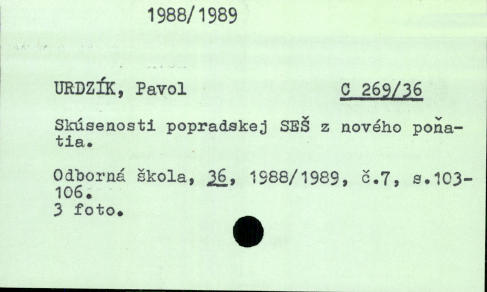 1988/1989
URDZÍK, Pavol C 269/36
Skúsenosti popradskej SEŠ z nového poňa-
tia.
Odborná škola, 36, 1988/1989, č.7, s.103-
106.
3 foto.